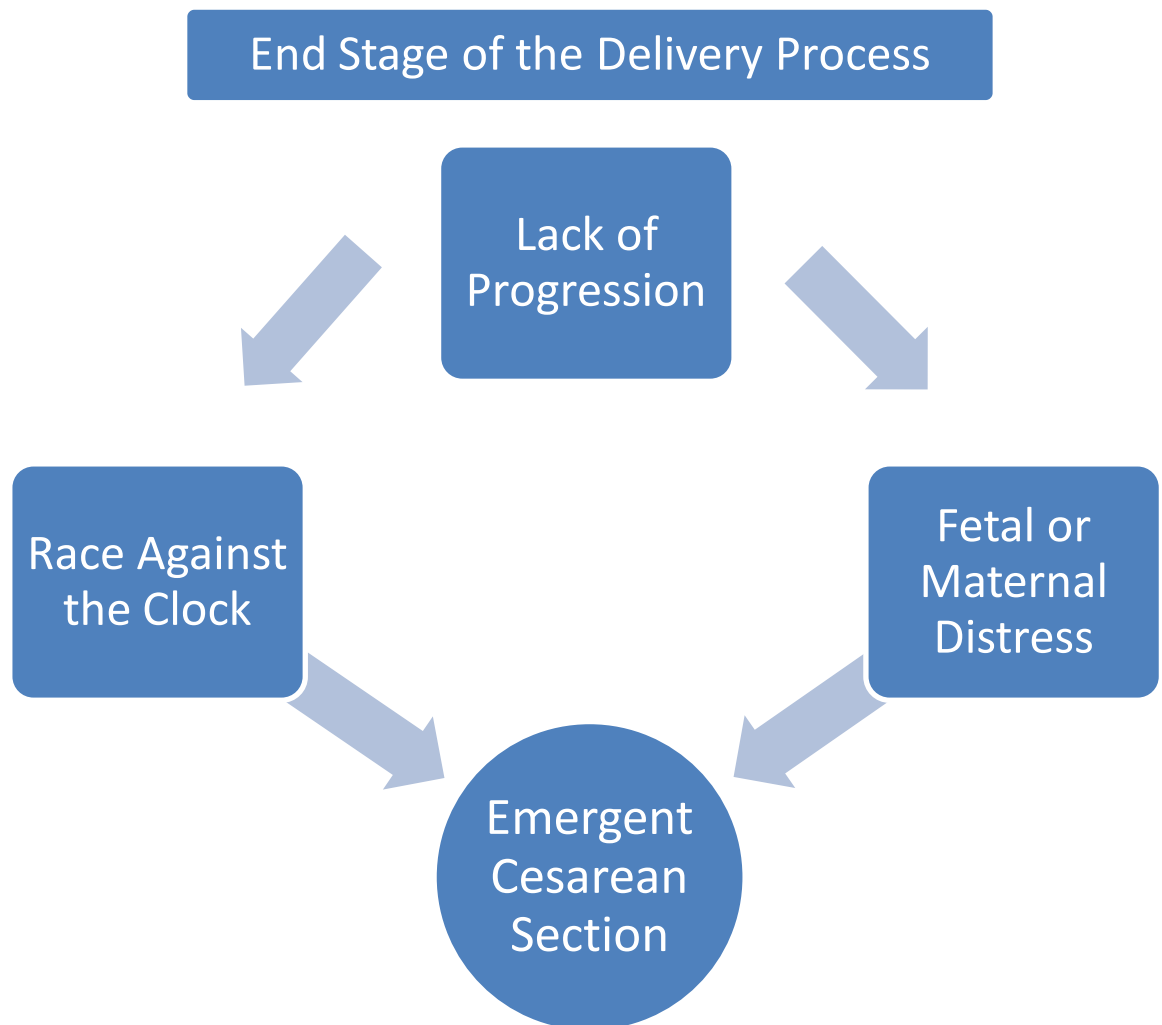 End Stage of the Delivery Process
Lack of
Progression
Race Against
the Clock
Fetal or
Maternal
Distress
Emergent
Cesarean
Section